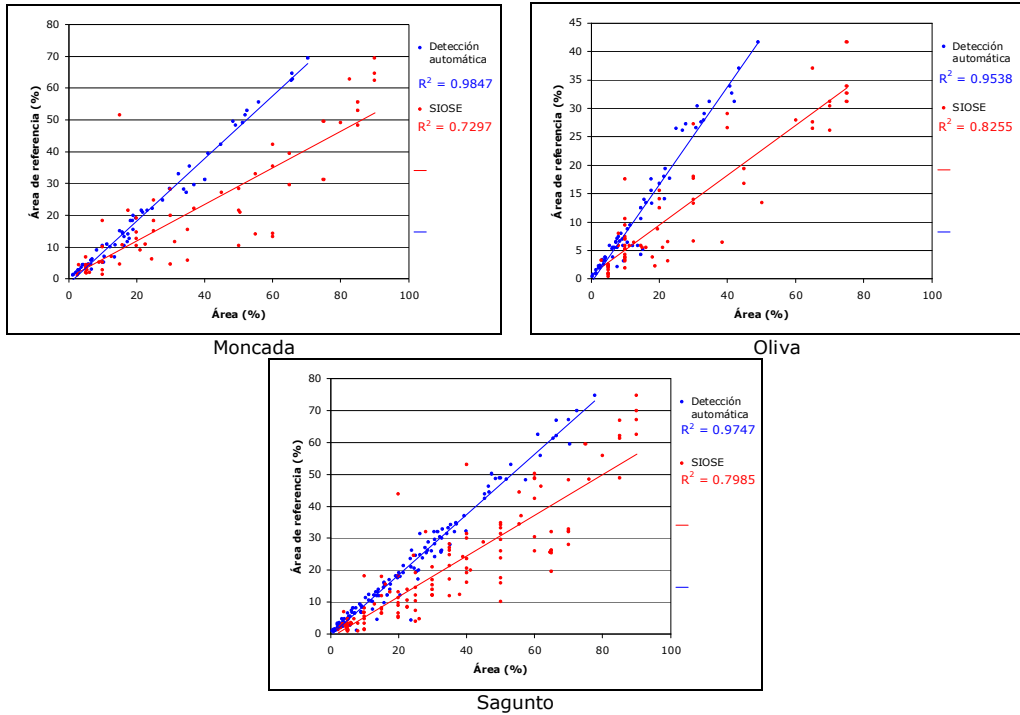 80
70
60
50
40
30
20
10
0
0 20 40 60 80 100
Área de referencia (%)
Área (%)
Detección
automática
R² = 0.9847
SIOSE
R² = 0.7297
Moncada
45
40
35
30
25
20
15
10
5
0
0 20 40 60 80 100
Área de referencia (%)
Área (%)
Detección
automática
R² = 0.9538
SIOSE
R² = 0.8255
Oliva
80
70
60
50
40
30
20
10
0
0 20 40 60 80 100
Área de referencia (%)
Área (%)
Detección
automática
R² = 0.9747
SIOSE
R² = 0.7985
Sagunto